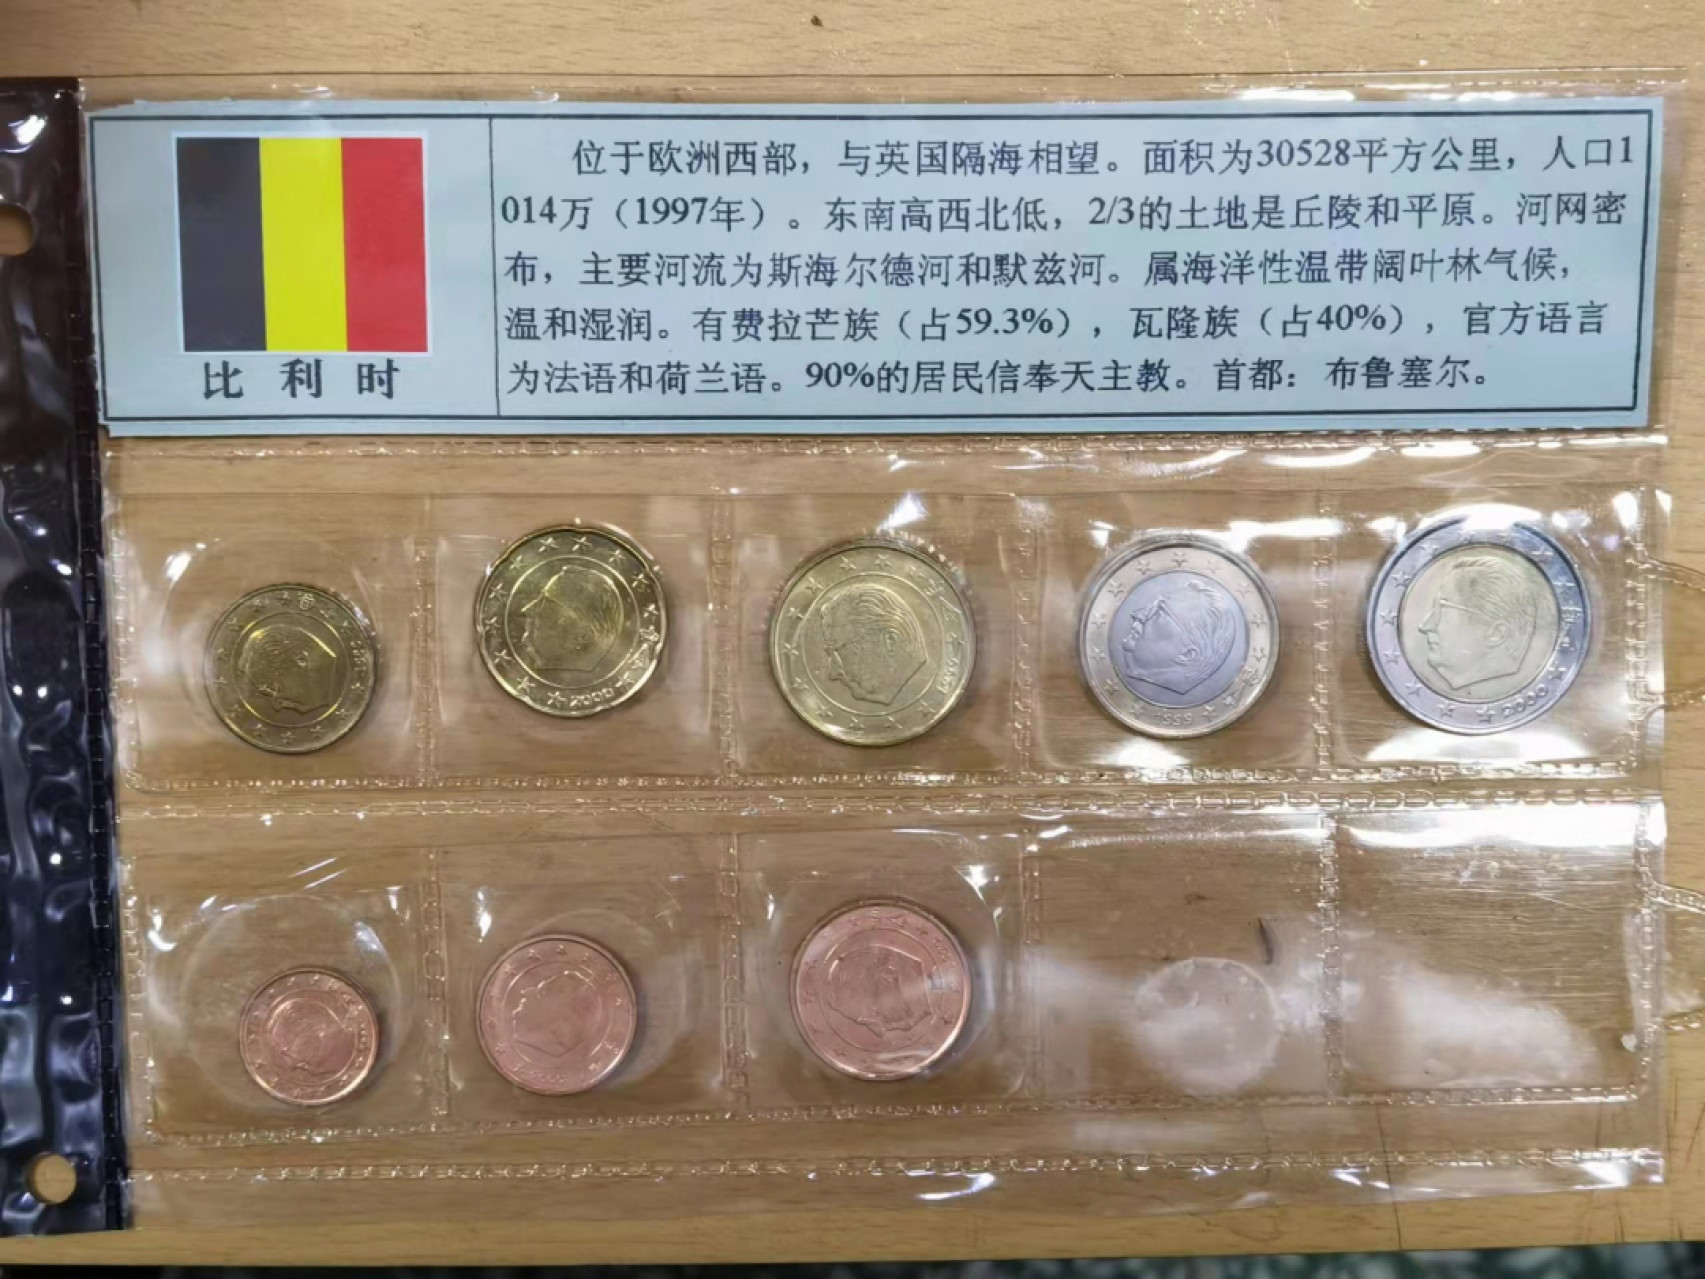 比利时
位于欧洲西部，与英国隔海相望。面积为30528平方公里，人口1
014万（1997年）。东南高西北低，2/3的土地是丘陵和平原。河网密
布，主要河流为斯海尔德河和默兹河。属海洋性温带阔叶林气候，
温和湿润。有费拉芒族（占59.3%），瓦隆族（占40%），官方语言
为法语和荷兰语。90%的居民信奉天主教。首都：布鲁塞尔。
2000
1999
1999
2000